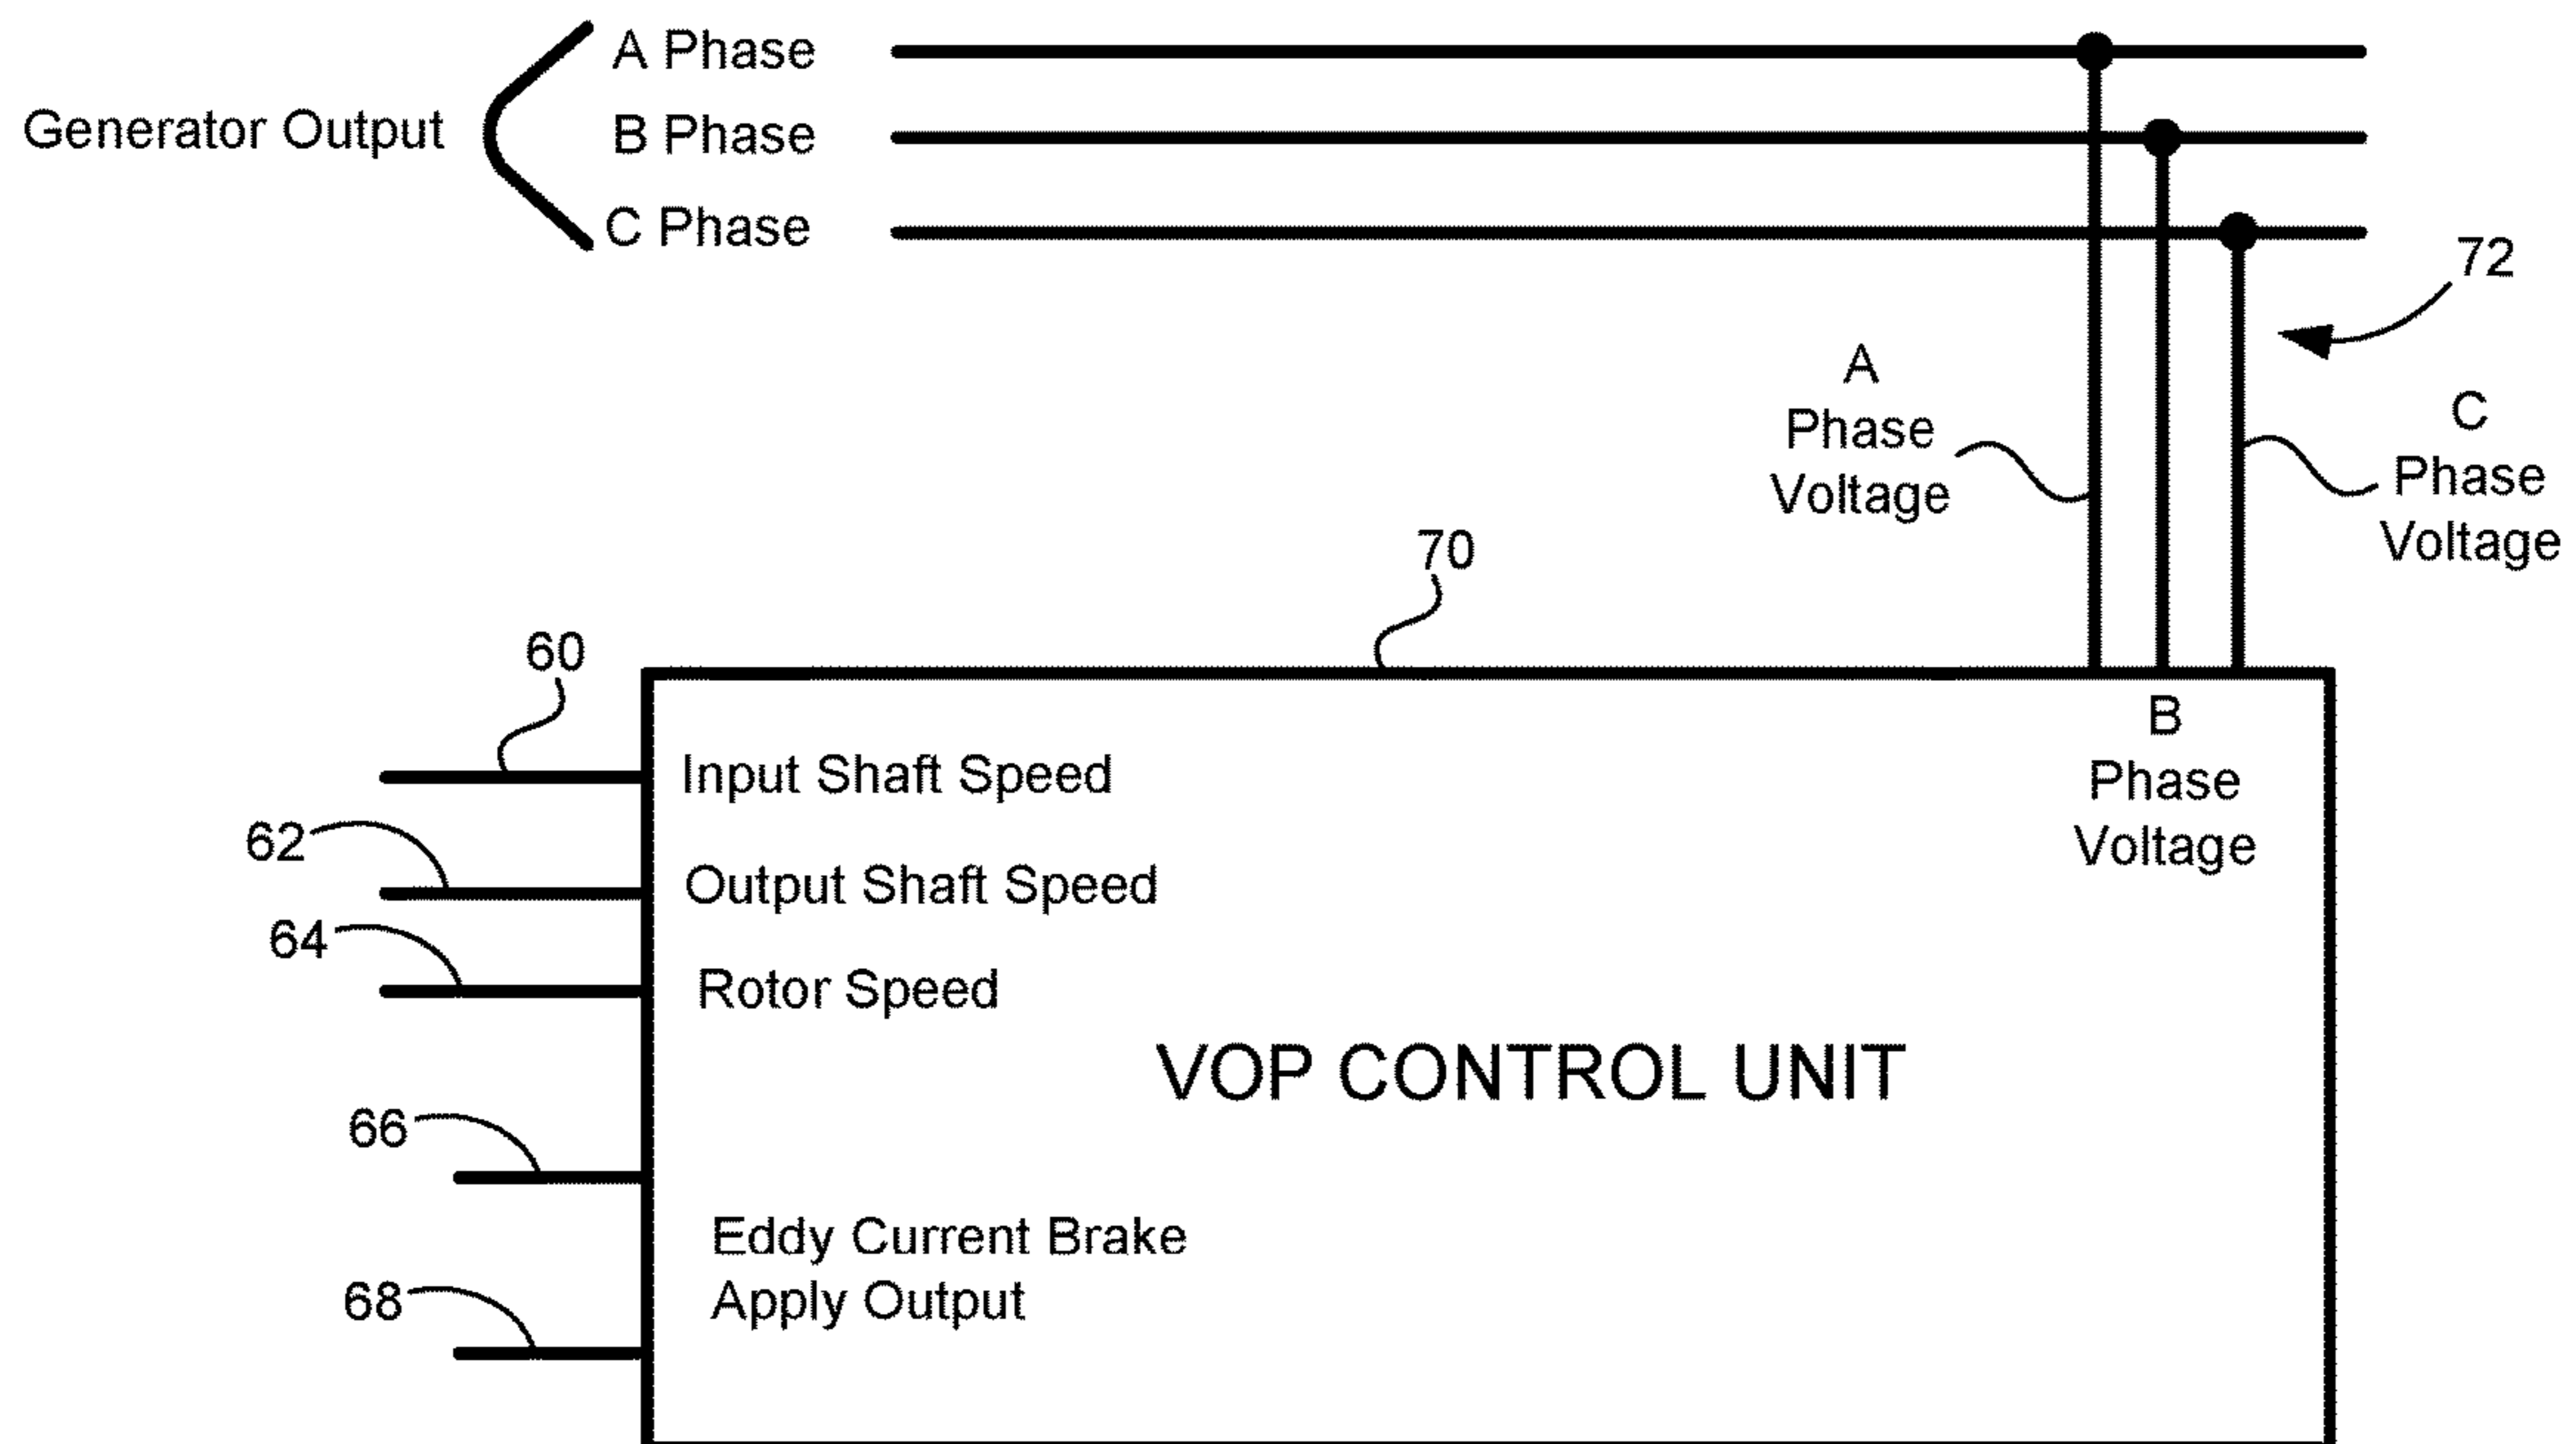 A Phase
Generator Output
B Phase
C Phase
72
A
Phase
Voltage
C
Phase
Voltage
70
60
B
Phase
Voltage
Input Shaft Speed
62
Output Shaft Speed
64
Rotor Speed
VOP CONTROL UNIT
66
Eddy Current Brake
Apply Output
68